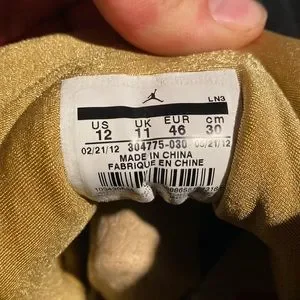 LN3
US UK EUR cm
12 11 46 30
02/21/12 304775-030 05/21/12
MADE IN CHINA
FABRIQUE EN CHINE